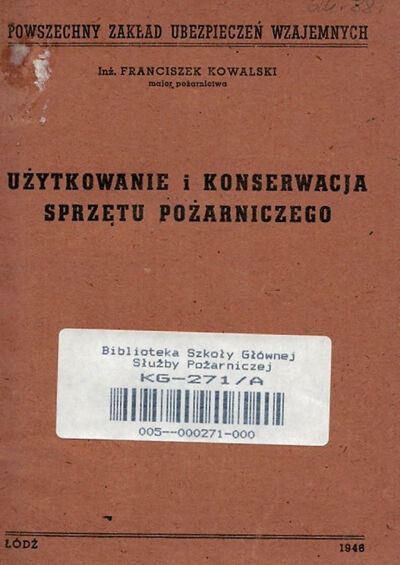 POWSZECHNY ZAKŁAD UBEZPIECZEŃ WZAJEMNYCH
Inż. FRANCISZEK KOWALSKI
major pożarnictwa
UŻYTKOWANIE i KONSERWACJA
SPRZĘTU POŻARNICZEGO
Biblioteka Szkoły Głównej
Służby Pożarniczej
KG-271/A
005--000271-000
ŁÓDŹ 1946